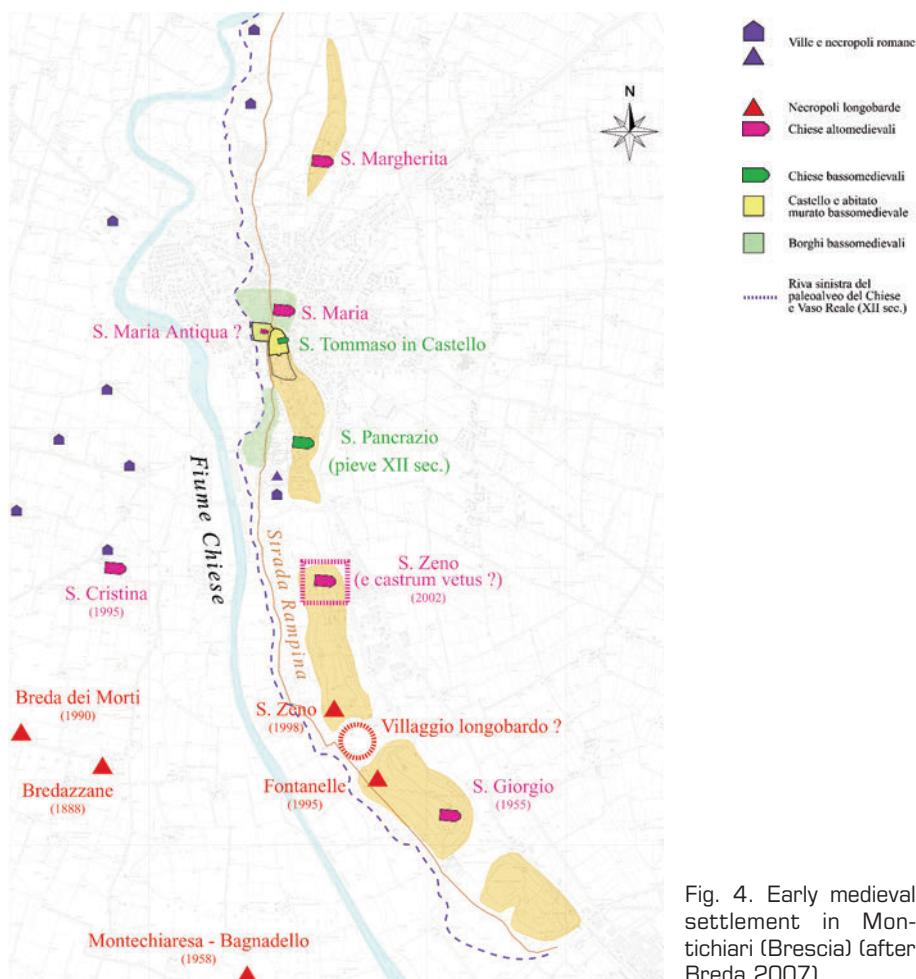 N
S. Margherita
S. Maria
S. Maria Antiqua ?
S. Tommaso in Castello
S. Pancrazio
(pieve XII sec.)
Fiume Chiese
Strada Rampina
S. Zeno
(e castrum vetus ?)
(2002)
S. Cristina
(1995)
Breda dei Morti
(1990)
S. Zeno
(1998)
Villaggio longobardo ?
Bredazzane
(1888)
Fontanelle
(1995)
S. Giorgio
(1955)
Montechiaresa - Bagnadello
(1958)
Ville e necropoli romane
Necropoli longobarde
Chiese altomedievali
Chiese bassomedievali
Castello e abitato
murato bassomedievale
Borghi bassomedievali
Riva sinistra del
paleoalveo del Chiese
e Vaso Reale (XII sec.)
Fig. 4. Early medieval
settlement in Mon-
tichiari (Brescia) (after
Breda 2007)